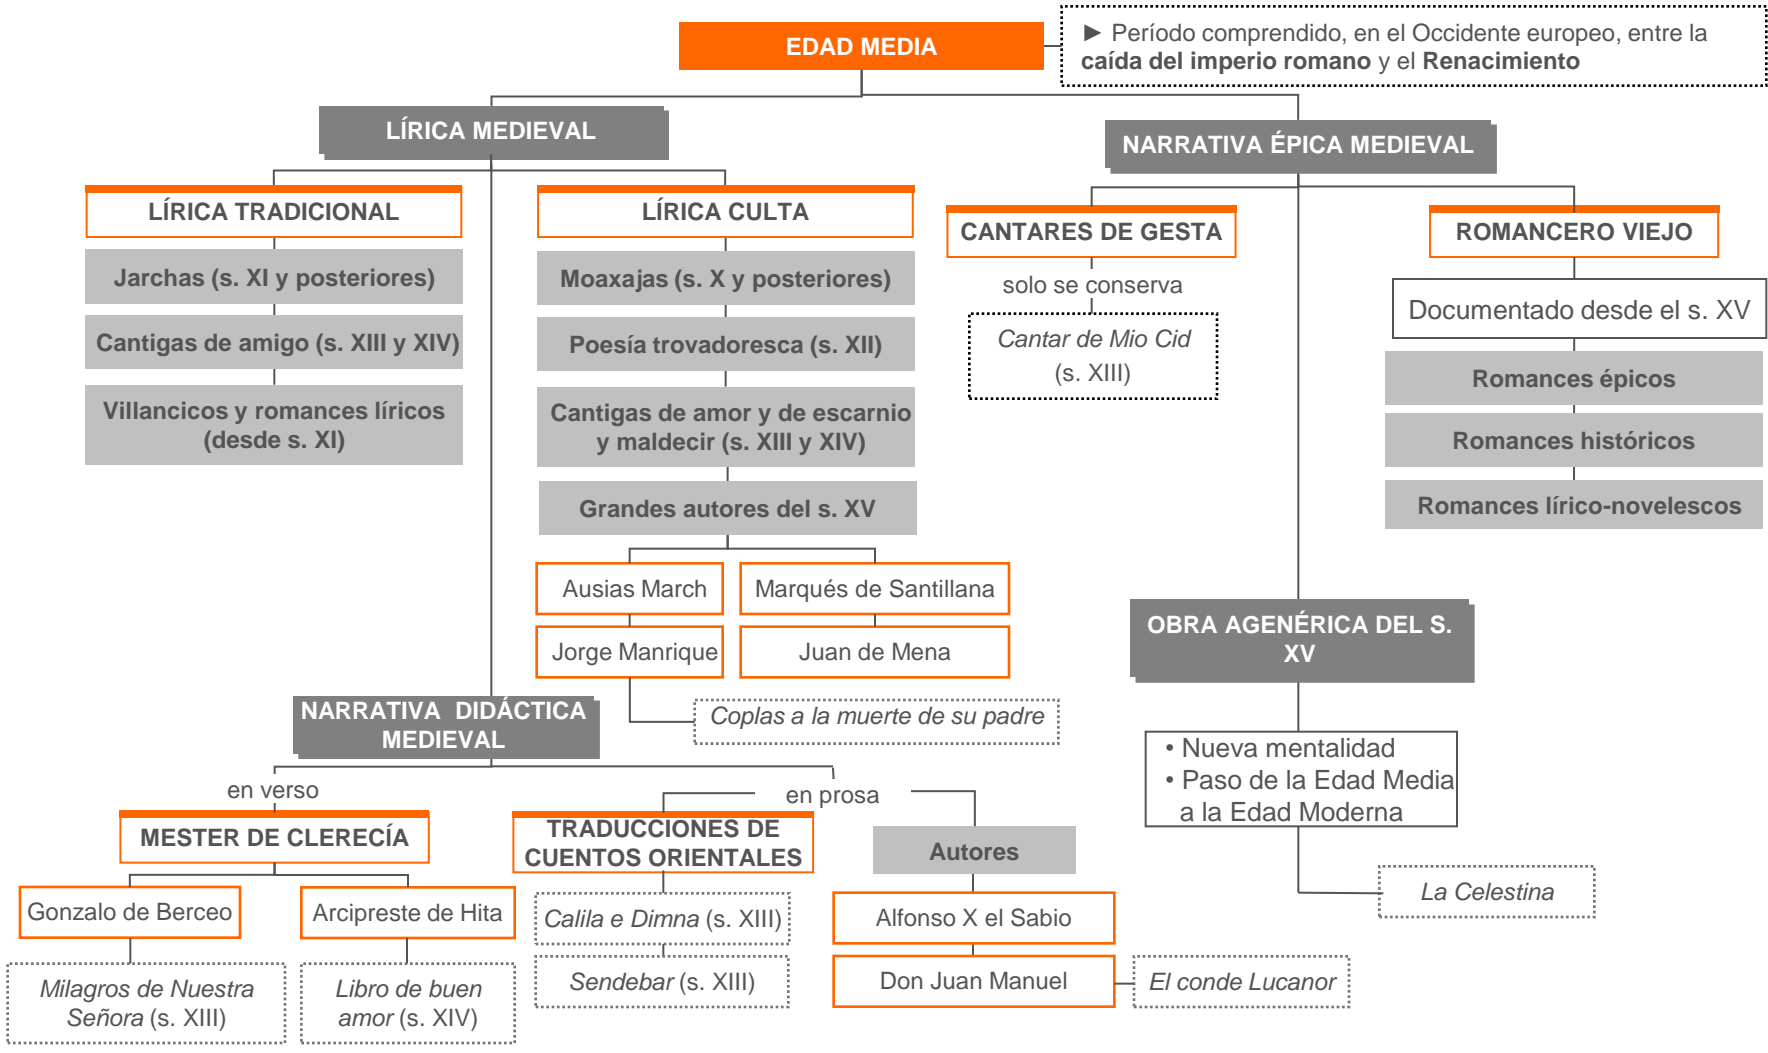 EDAD MEDIA
► Período comprendido, en el Occidente europeo, entre la
caída del imperio romano y el Renacimiento
LÍRICA MEDIEVAL
LÍRICA TRADICIONAL
Jarchas (s. XI y posteriores)
Cantigas de amigo (s. XIII y XIV)
Villancicos y romances líricos
(desde s. XI)
LÍRICA CULTA
Moaxajas (s. X y posteriores)
Poesía trovadoresca (s. XII)
Cantigas de amor y de escarnio
y maldecir (s. XIII y XIV)
Grandes autores del s. XV
Ausias March
Marqués de Santillana
Jorge Manrique
Juan de Mena
Coplas a la muerte de su padre
NARRATIVA ÉPICA MEDIEVAL
CANTARES DE GESTA
solo se conserva
Cantar de Mio Cid
(s. XIII)
ROMANCERO VIEJO
Documentado desde el s. XV
Romances épicos
Romances históricos
Romances lírico-novelescos
NARRATIVA DIDÁCTICA
MEDIEVAL
en verso
MESTER DE CLERECÍA
Gonzalo de Berceo
Arcipreste de Hita
Milagros de Nuestra
Señora (s. XIII)
Libro de buen
amor (s. XIV)
en prosa
TRADUCCIONES DE
CUENTOS ORIENTALES
Calila e Dimna (s. XIII)
Sendebar (s. XIII)
Autores
Alfonso X el Sabio
Don Juan Manuel
El conde Lucanor
OBRA AGENÉRICA DEL S.
XV
• Nueva mentalidad
• Paso de la Edad Media
a la Edad Moderna
La Celestina